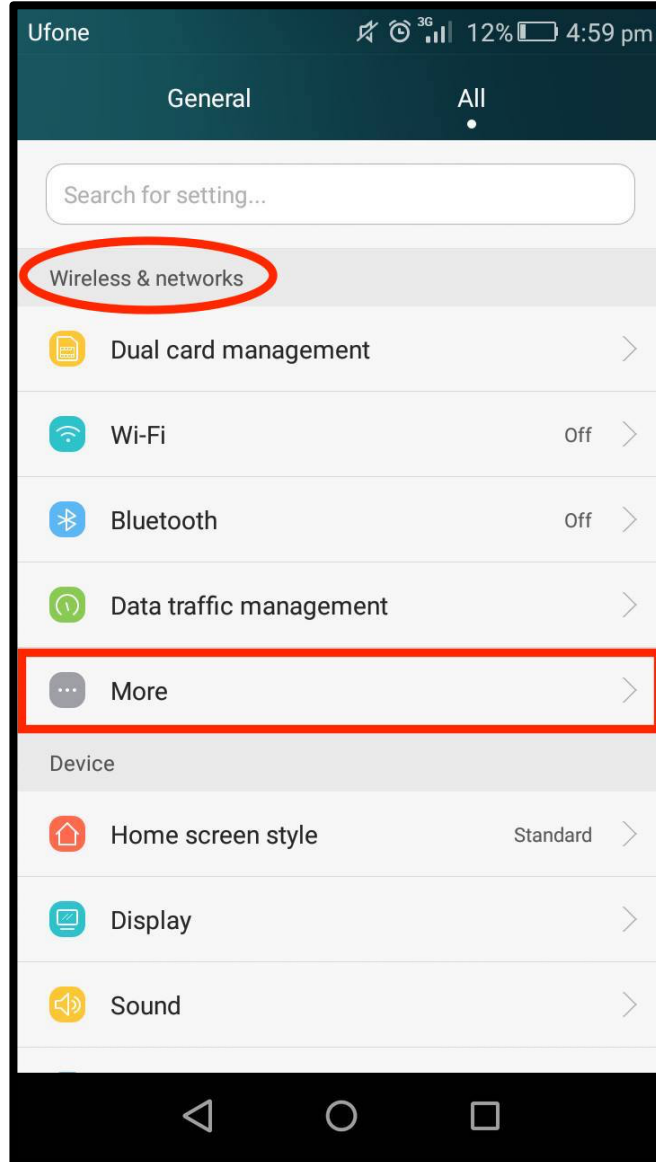 Ufone 3G 12% 4:59 pm
General All
Search for setting...
Wireless & networks
Dual card management
Wi-Fi Off
Bluetooth Off
Data traffic management
More
Device
Home screen style Standard
Display
Sound